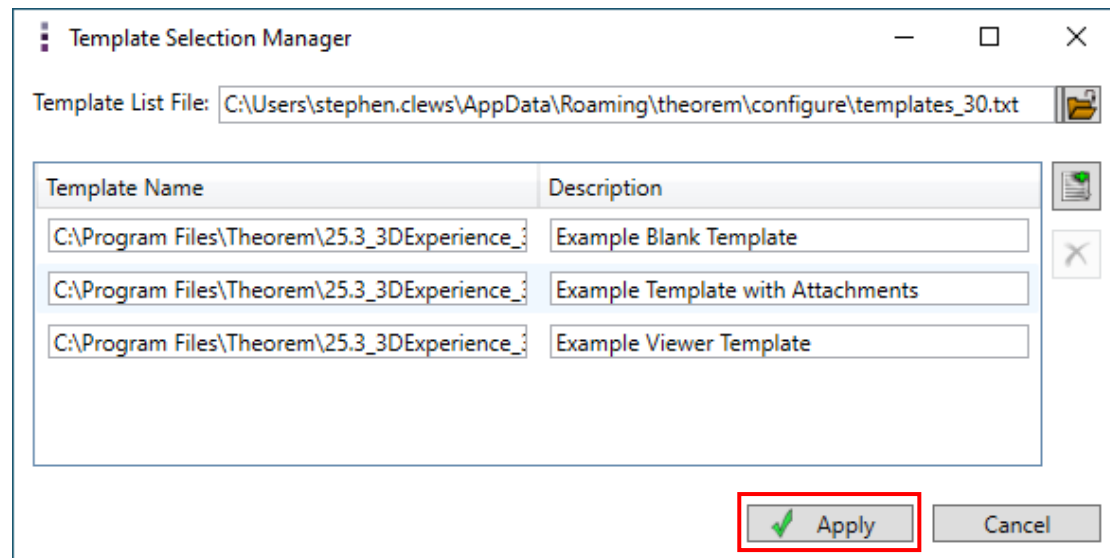 Template Selection Manager
Template List File: C:\Users\stephen.clews\AppData\Roaming\theorem\configure\templates_30.txt
Template Name Description
C:\Program Files\Theorem\25.3_3DExperience_ Example Blank Template
C:\Program Files\Theorem\25.3_3DExperience_ Example Template with Attachments
C:\Program Files\Theorem\25.3_3DExperience_ Example Viewer Template
Apply Cancel